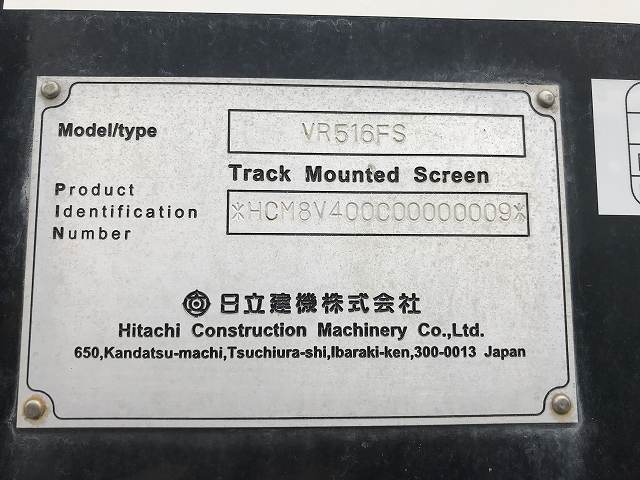 Model/type VR516FS
Track Mounted Screen
Product
Identification *HCM8V400C00000009*
Number
日立建機株式会社
Hitachi Construction Machinery Co.,Ltd.
650,Kandatsu-machi,Tsuchiura-shi,Ibaraki-ken,300-0013 Japan